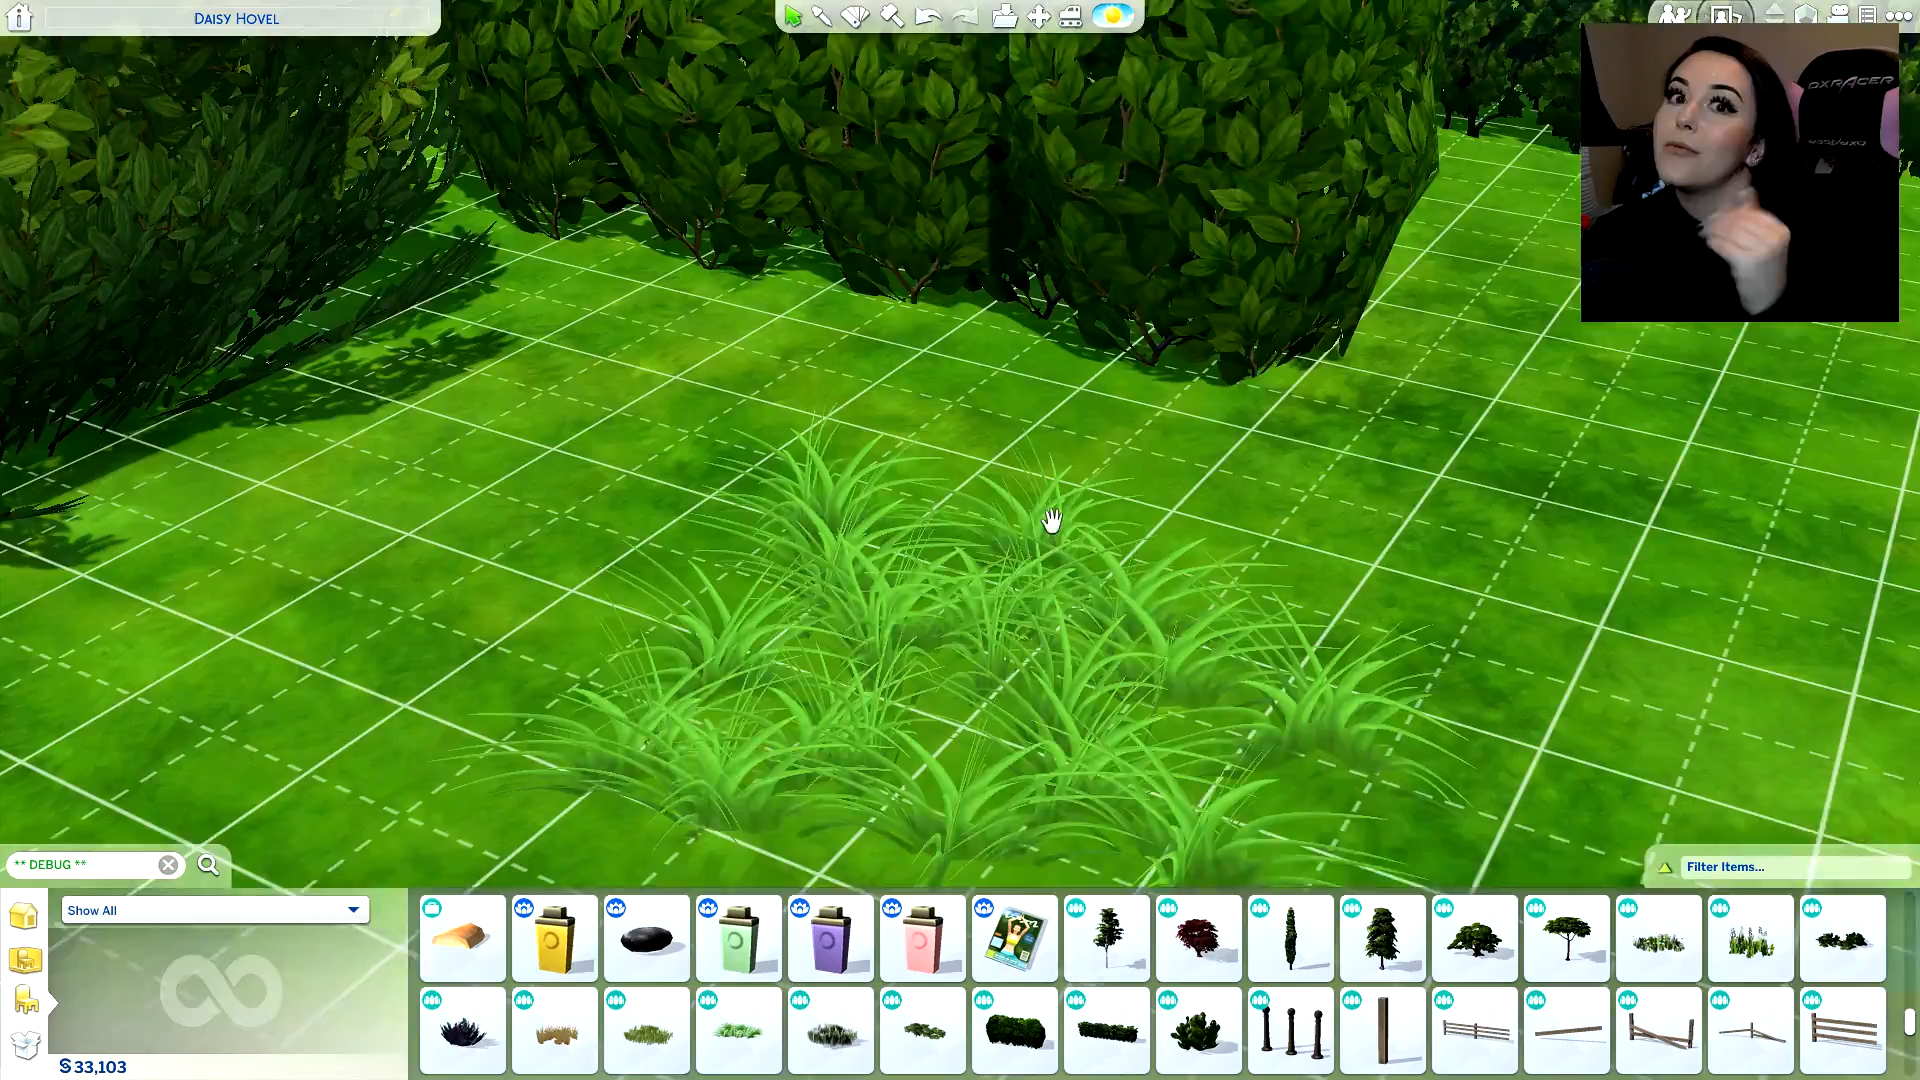 DAISY HOVEL
DXRACER
** DEBUG **
Filter Items...
Show All
§33,103